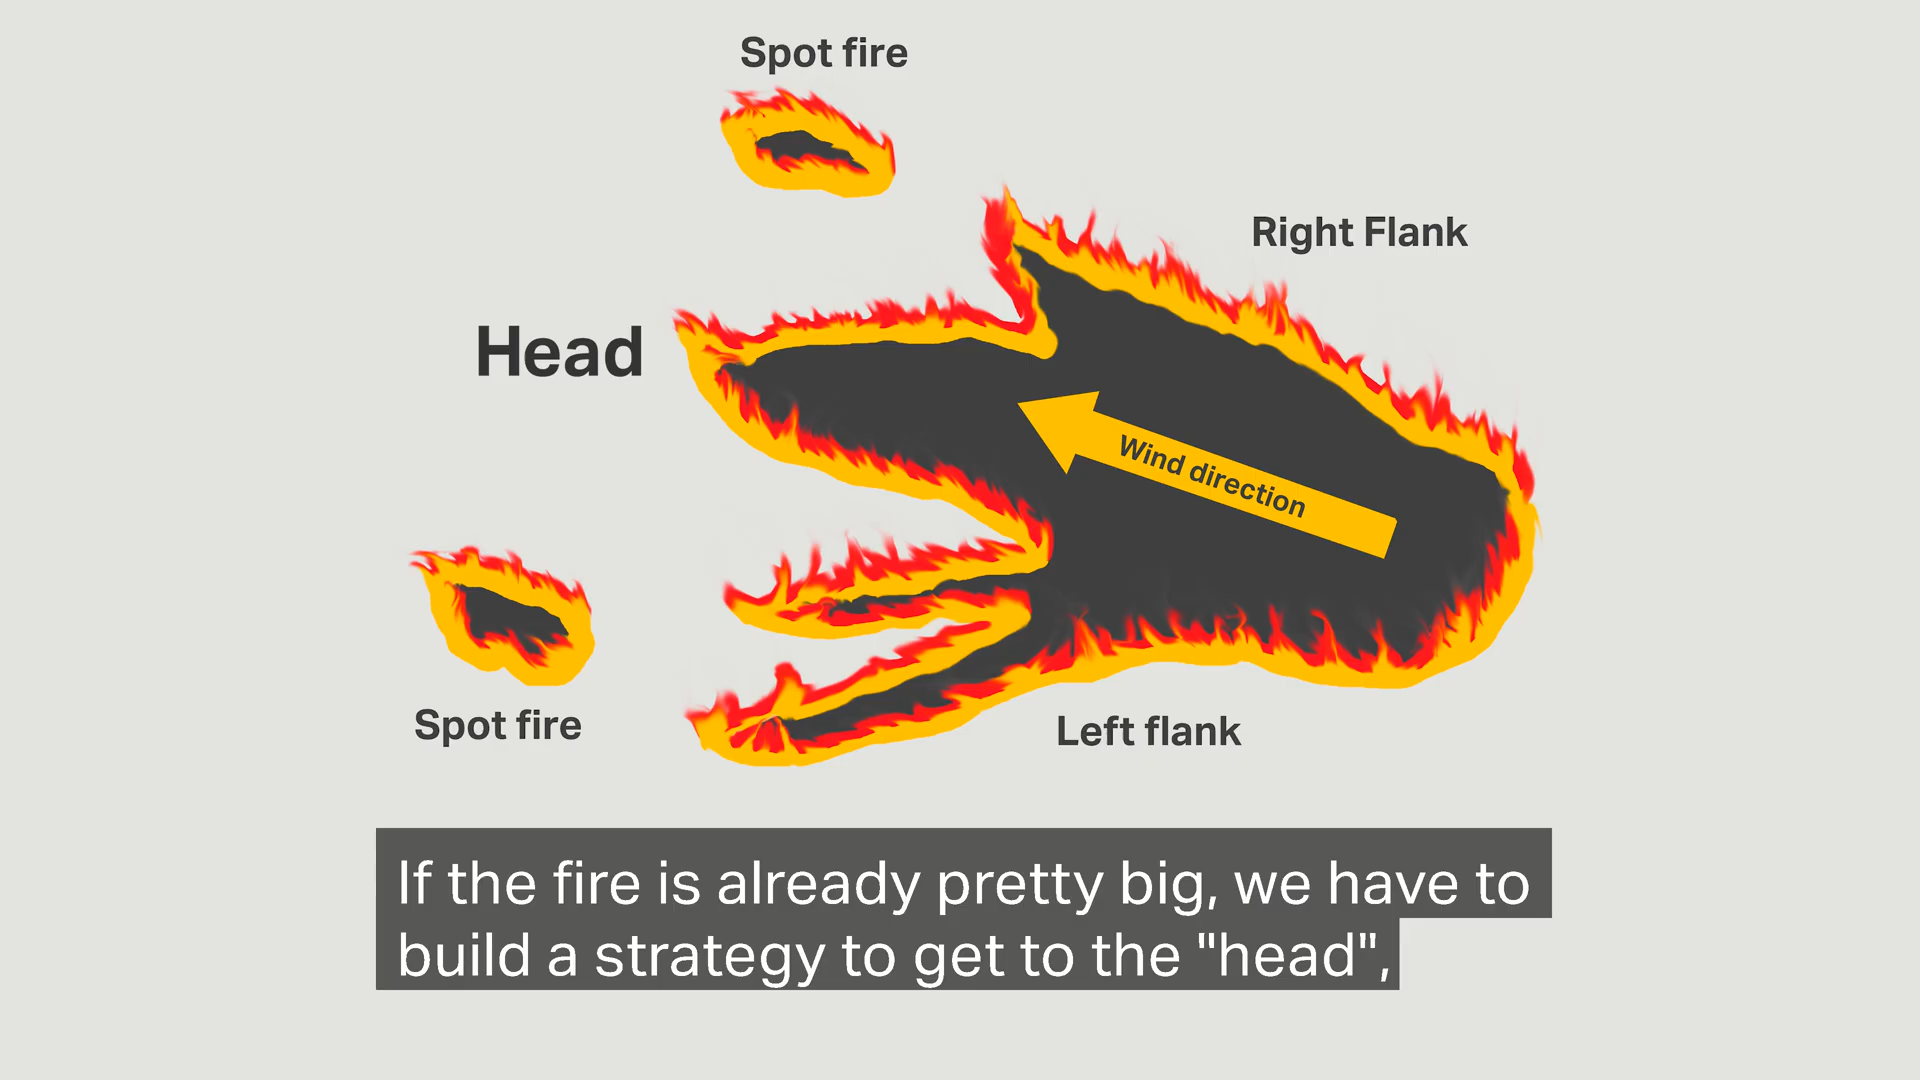 Spot fire
Right Flank
Head
Wind direction
Spot fire
Left flank
If the fire is already pretty big, we have to
build a strategy to get to the "head",